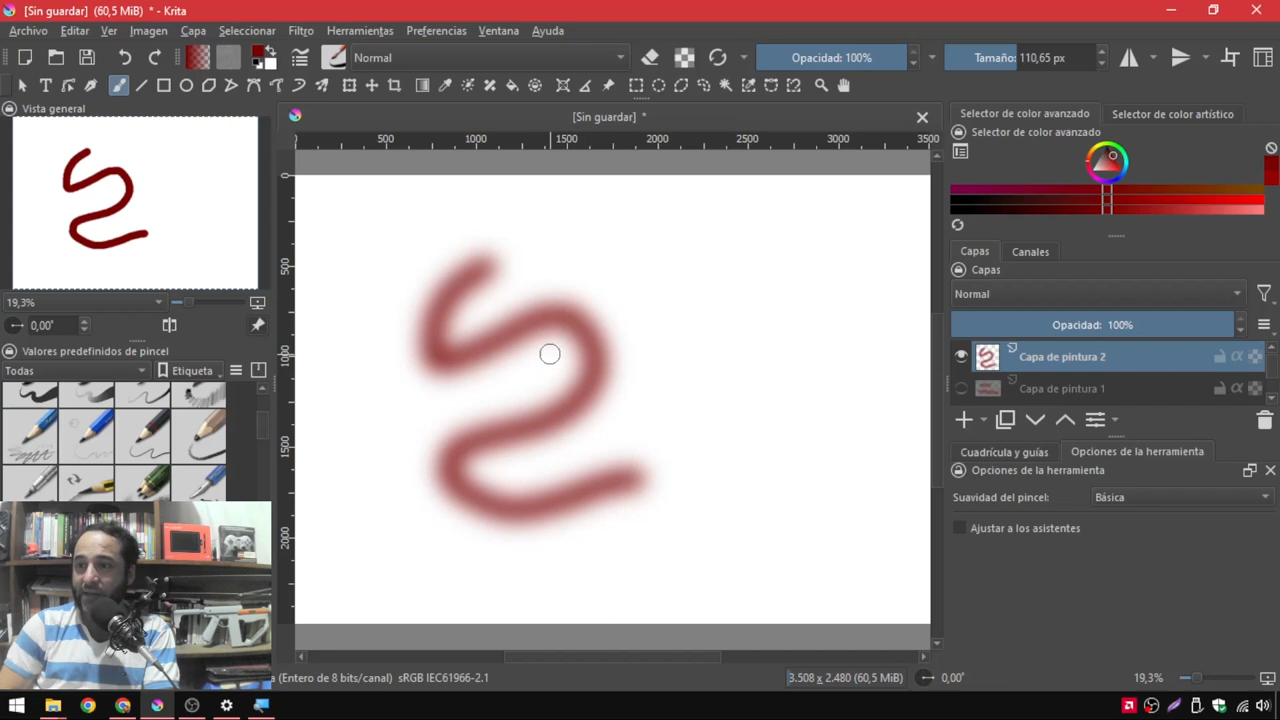 [Sin guardar] (60,5 MiB) * - Krita
Archivo Editar Ver Imagen Capa Seleccionar Filtro Herramientas Preferencias Ventana Ayuda
Normal
Opacidad: 100%
Tamaño: 110,65 px
Vista general
[Sin guardar] *
Selector de color avanzado
Selector de color artístico
Selector de color avanzado
500 1000 1500 2000 2500 3000 3500
0
500
1000
1500
2000
19,3%
0,00°
Valores predefinidos de pincel
Todas
Etiqueta
Capas
Canales
Capas
Normal
Opacidad: 100%
Capa de pintura 2
Capa de pintura 1
Cuadrícula y guías
Opciones de la herramienta
Opciones de la herramienta
Suavidad del pincel:
Básica
Ajustar a los asistentes
a (Entero de 8 bits/canal) sRGB IEC61966-2.1
3.508 x 2.480 (60,5 MiB)
0,00°
19,3%